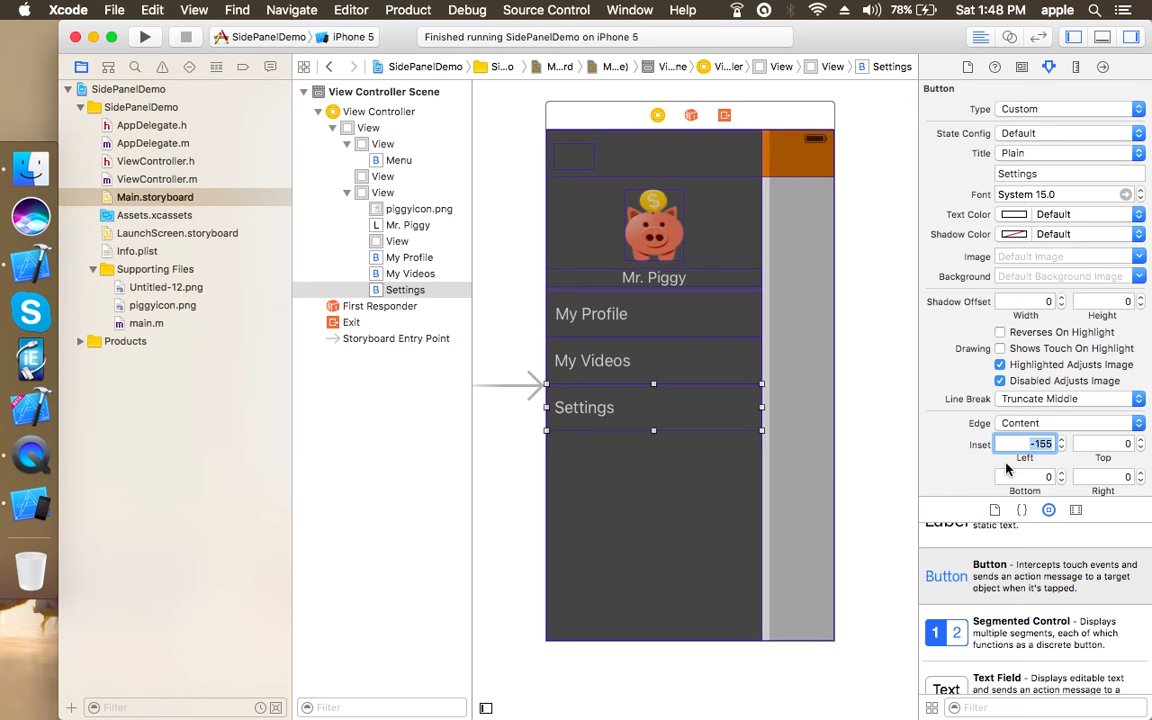 Xcode File Edit View Find Navigate Editor Product Debug Source Control Window Help 78% Sat 1:48 PM apple
SidePanelDemo iPhone 5 Finished running SidePanelDemo on iPhone 5
SidePanelDemo Si...o M...rd M...e) Vi...ne Vi...ler View View B Settings
SidePanelDemo
SidePanelDemo
h AppDelegate.h
m AppDelegate.m
h ViewController.h
m ViewController.m
Main.storyboard
Assets.xcassets
LaunchScreen.storyboard
Info.plist
Supporting Files
Untitled-12.png
piggyicon.png
m main.m
Products
Filter
View Controller Scene
View Controller
View
View
B Menu
View
View
piggyicon.png
L Mr. Piggy
View
B My Profile
B My Videos
B Settings
First Responder
Exit
Storyboard Entry Point
Filter
Mr. Piggy
My Profile
My Videos
Settings
Button
Type Custom
State Config Default
Title Plain
Settings
Font System 15.0
Text Color Default
Shadow Color Default
Image Default Image
Background Default Background Image
Shadow Offset 0 0
Width Height
Reverses On Highlight
Drawing Shows Touch On Highlight
Highlighted Adjusts Image
Disabled Adjusts Image
Line Break Truncate Middle
Edge Content
Inset -155 0
Left Top
0 0
Bottom Right
{ }
Label static text.
Button Button - Intercepts touch events and
sends an action message to a target
object when it's tapped.
1 2 Segmented Control - Displays
multiple segments, each of which
functions as a discrete button.
Text Text Field - Displays editable text
and sends an action message to a
Filter